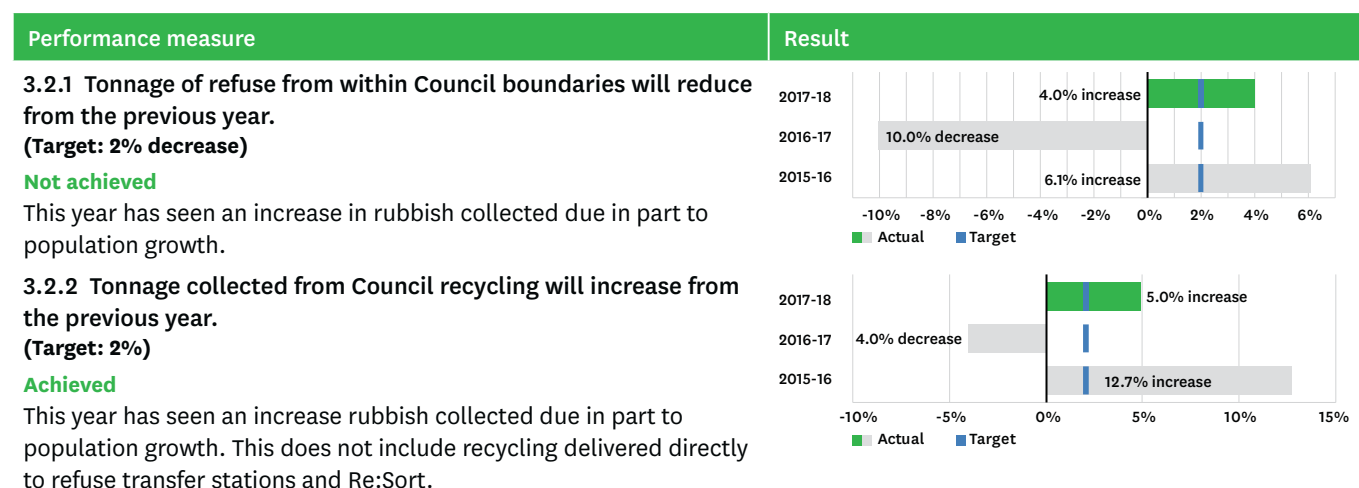 Performance measure
Result
3.2.1 Tonnage of refuse from within Council boundaries will reduce
from the previous year.
(Target: 2% decrease)
Not achieved
This year has seen an increase in rubbish collected due in part to
population growth.
2017-18
4.0% increase
2016-17
10.0% decrease
2015-16
6.1% increase
-10% -8% -6% -4% -2% 0% 2% 4% 6%
Actual Target
3.2.2 Tonnage collected from Council recycling will increase from
the previous year.
(Target: 2%)
Achieved
This year has seen an increase rubbish collected due in part to
population growth. This does not include recycling delivered directly
to refuse transfer stations and Re:Sort.
2017-18
5.0% increase
2016-17
4.0% decrease
2015-16
12.7% increase
-10% -5% 0% 5% 10% 15%
Actual Target